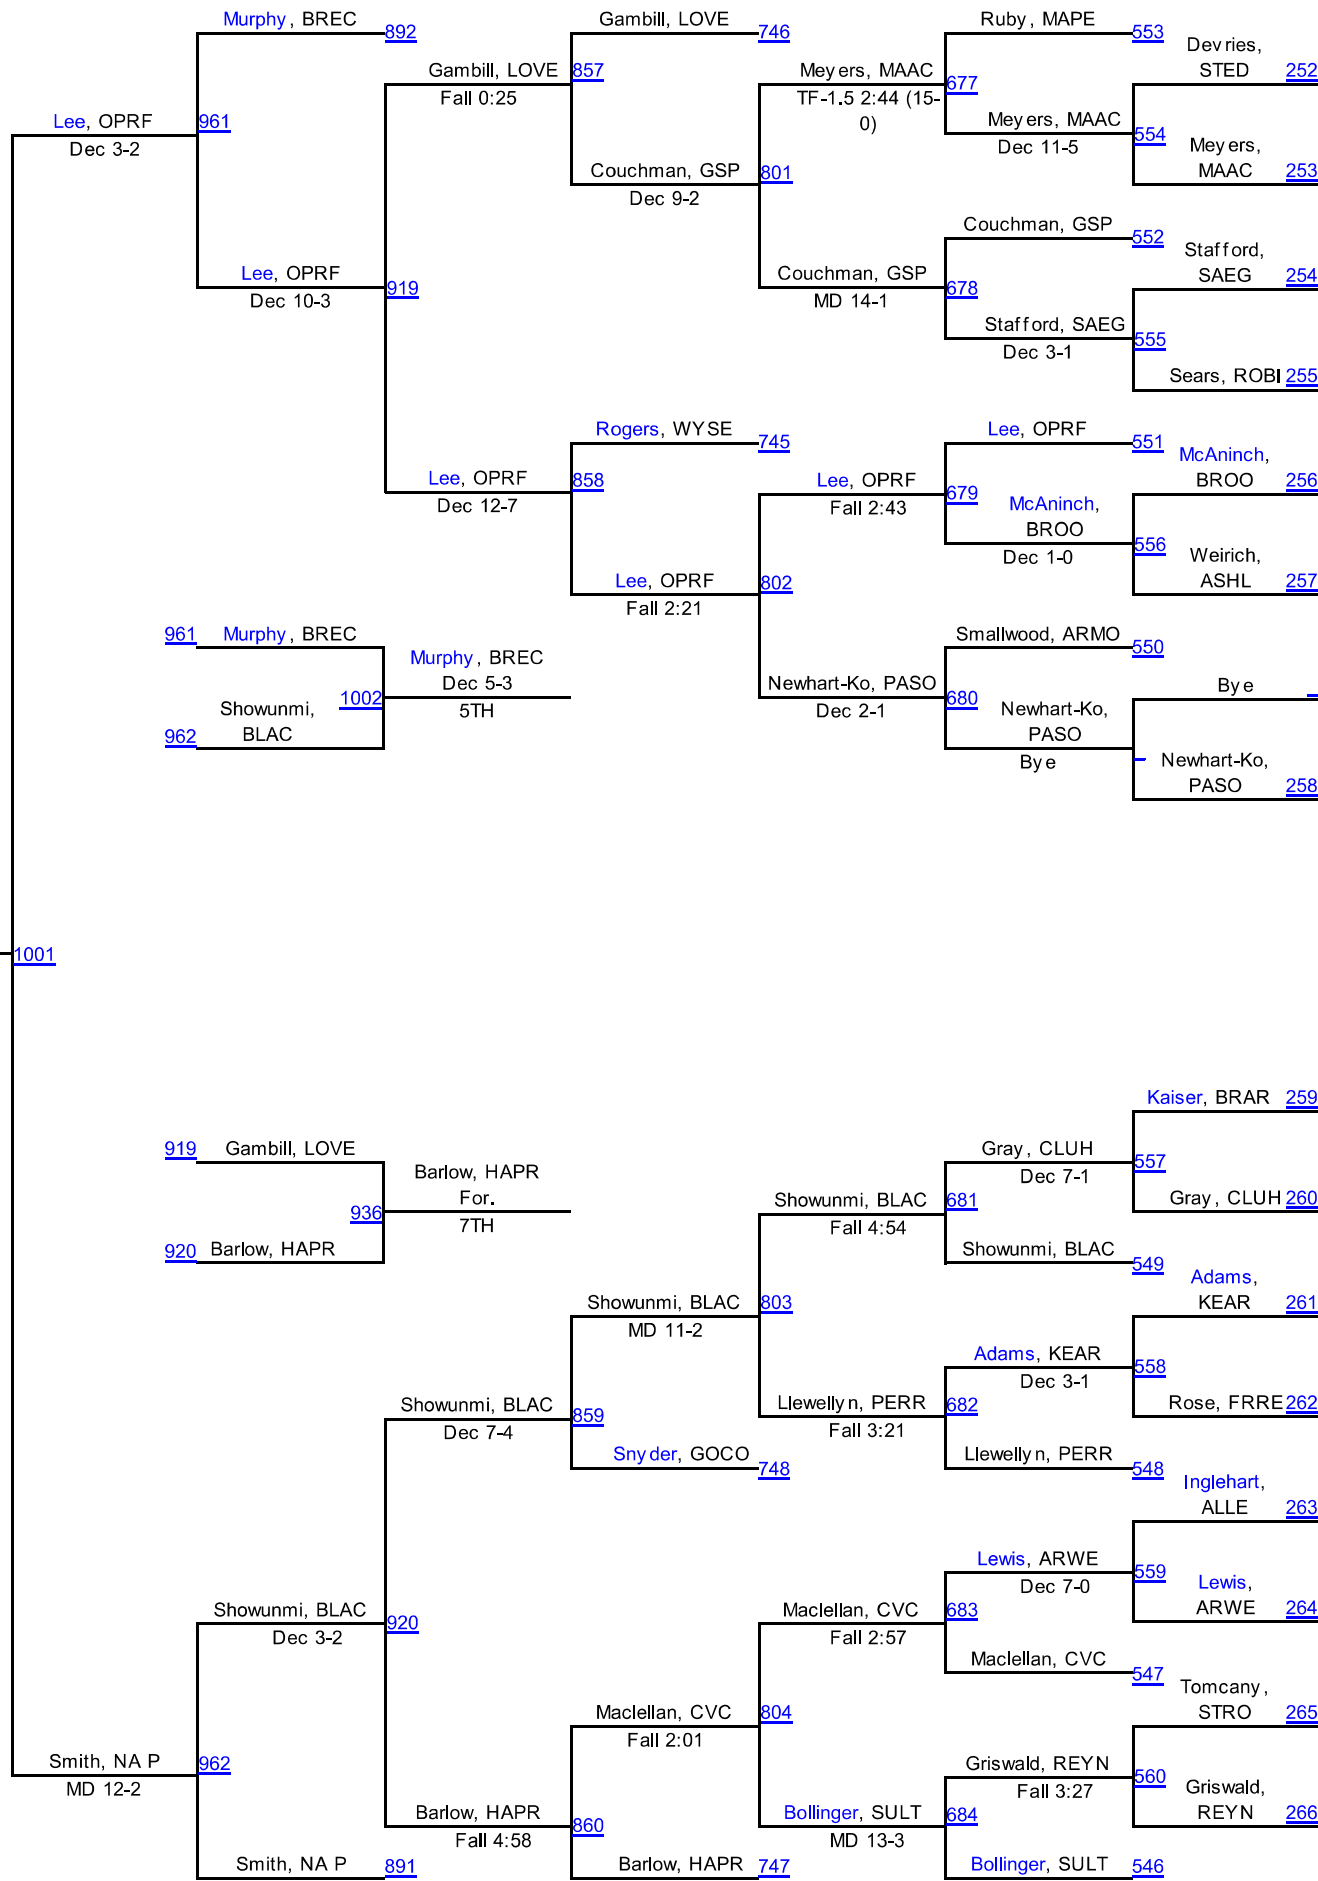 Murphy, BREC 892
Gambill, LOVE 746
Ruby, MAPE 553
Devries,
STED 252
Gambill, LOVE 857
Fall 0:25
Meyers, MAAC 677
TF-1.5 2:44 (15-
0)
Lee, OPRF 961
Dec 3-2
Meyers, MAAC 554
Dec 11-5
Meyers,
MAAC 253
Couchman, GSP 801
Dec 9-2
Couchman, GSP 552
Stafford,
SAEG 254
Lee, OPRF 919
Dec 10-3
Couchman, GSP 678
MD 14-1
Stafford, SAEG 555
Dec 3-1
Sears, ROBI 255
Rogers, WYSE 745
Lee, OPRF 551
McAninch,
BROO 256
Lee, OPRF 858
Dec 12-7
Lee, OPRF 679
Fall 2:43
McAninch,
BROO 556
Dec 1-0
Weirich,
ASHL 257
Lee, OPRF 802
Fall 2:21
961 Murphy, BREC
Smallwood, ARMO 550
Murphy, BREC
1002 Dec 5-3
5TH
Newhart-Ko, PASO 680
Dec 2-1
Bye
Showunmi,
962 BLAC
Newhart-Ko,
PASO
Bye
Newhart-Ko,
PASO 258
1001
Kaiser, BRAR 259
919 Gambill, LOVE
Gray, CLUH 557
Dec 7-1
Barlow, HAPR
936 For.
7TH
Showunmi, BLAC 681
Fall 4:54
Gray, CLUH 260
920 Barlow, HAPR
Showunmi, BLAC 549
Adams,
KEAR 261
Showunmi, BLAC 803
MD 11-2
Adams, KEAR 558
Dec 3-1
Showunmi, BLAC 859
Dec 7-4
Llewellyn, PERR 682
Fall 3:21
Rose, FRRE 262
Snyder, GOCO 748
Llewellyn, PERR 548
Inglehart,
ALLE 263
Lewis, ARWE 559
Dec 7-0
Lewis,
ARWE 264
Showunmi, BLAC 920
Dec 3-2
Maclellan, CVC 683
Fall 2:57
Maclellan, CVC 547
Tomcany,
STRO 265
Maclellan, CVC 804
Fall 2:01
Smith, NA P 962
MD 12-2
Griswald, REYN 560
Fall 3:27
Griswald,
REYN 266
Barlow, HAPR 860
Fall 4:58
Bollinger, SULT 684
MD 13-3
Smith, NA P 891
Barlow, HAPR 747
Bollinger, SULT 546